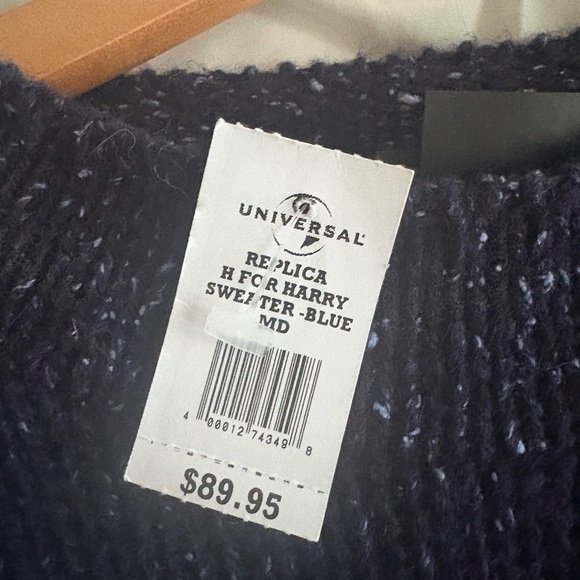 UNIVERSAL
REPLICA
H FOR HARRY
SWEATER -BLUE
MD
4 00012 74349 8
$89.95